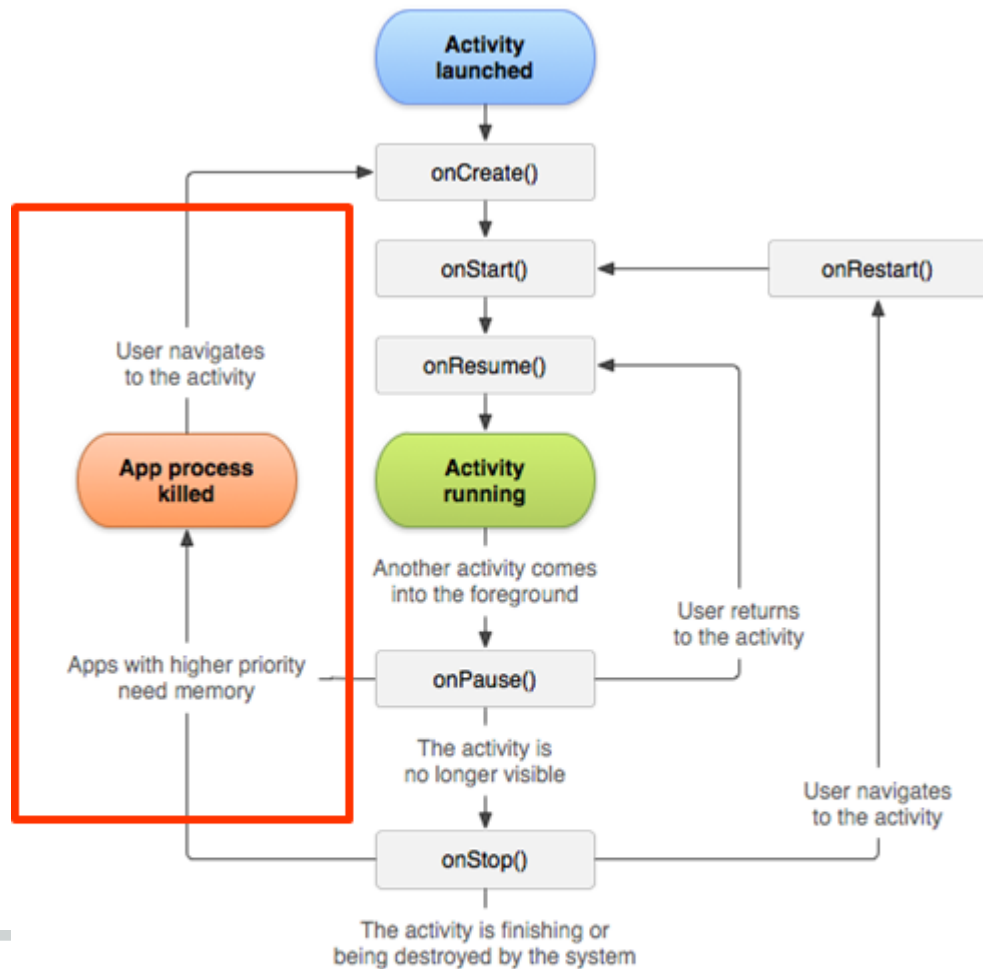 Activity
launched
onCreate()
onStart()
onRestart()
User navigates
to the activity
onResume()
App process
killed
Activity
running
Another activity comes
into the foreground
User returns
to the activity
Apps with higher priority
need memory
onPause()
The activity is
no longer visible
User navigates
to the activity
onStop()
The activity is finishing or
being destroyed by the system